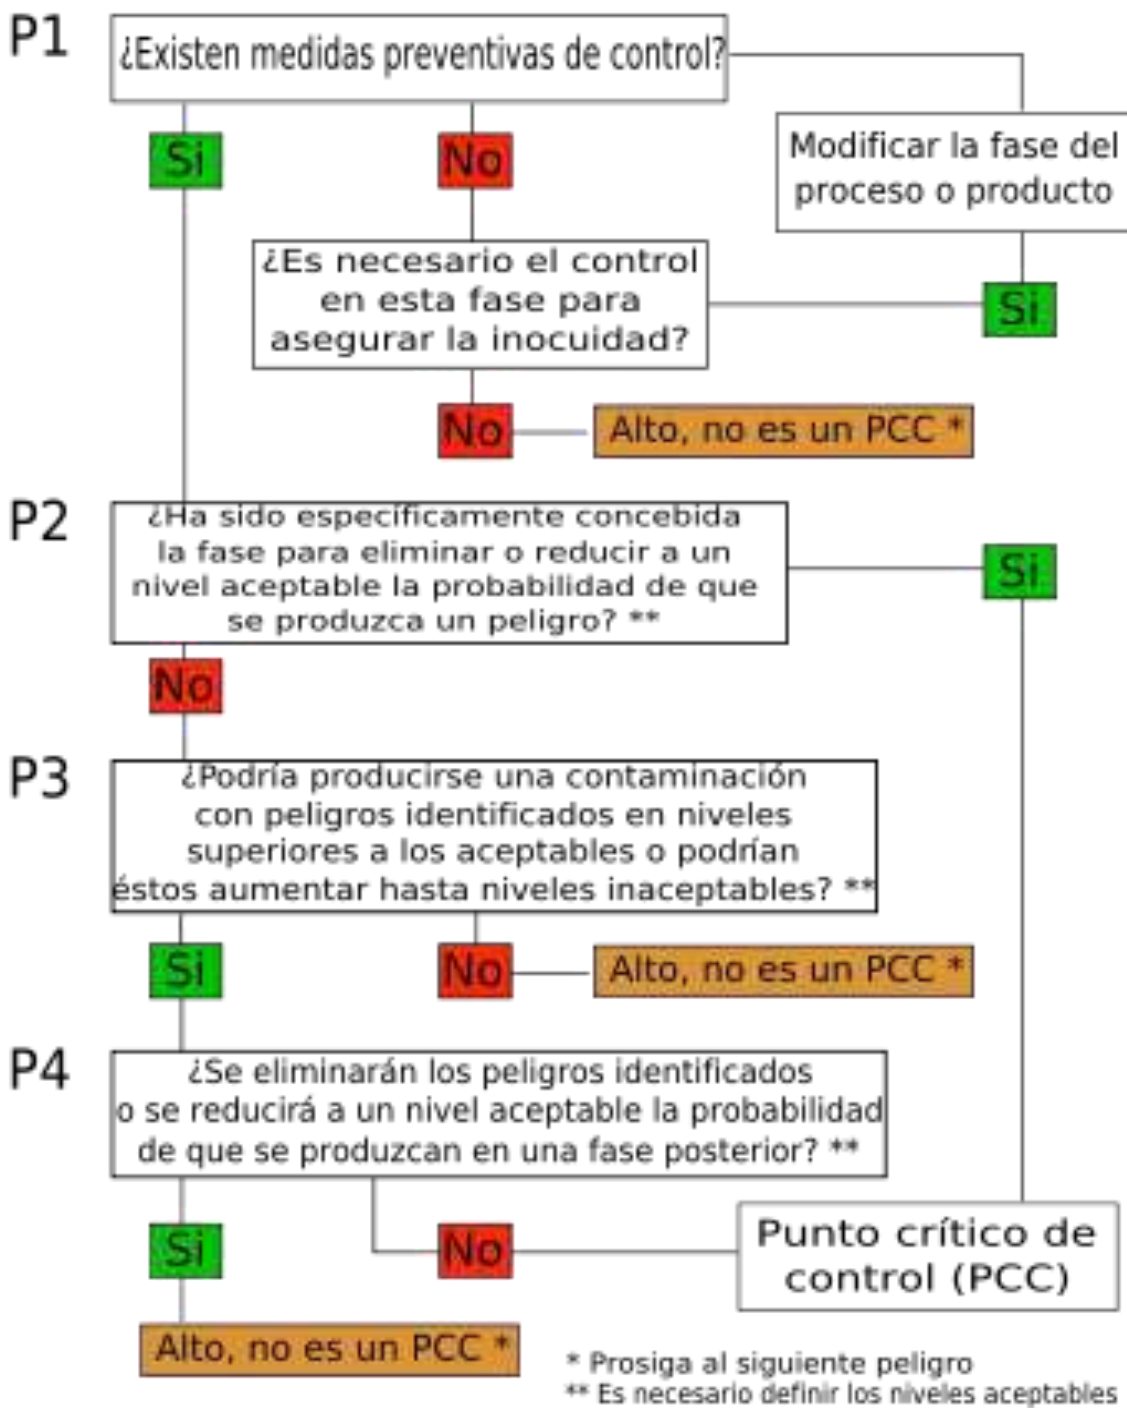 P1
¿Existen medidas preventivas de control?
Si
No
Modificar la fase del
proceso o producto
¿Es necesario el control
en esta fase para
asegurar la inocuidad?
Si
No
Alto, no es un PCC *
P2
¿Ha sido específicamente concebida
la fase para eliminar o reducir a un
nivel aceptable la probabilidad de que
se produzca un peligro? **
Si
No
P3
¿Podría producirse una contaminación
con peligros identificados en niveles
superiores a los aceptables o podrían
éstos aumentar hasta niveles inaceptables? **
Si
No
Alto, no es un PCC *
P4
¿Se eliminarán los peligros identificados
o se reducirá a un nivel aceptable la probabilidad
de que se produzcan en una fase posterior? **
Si
No
Punto crítico de
control (PCC)
Alto, no es un PCC *
* Prosiga al siguiente peligro
** Es necesario definir los niveles aceptables